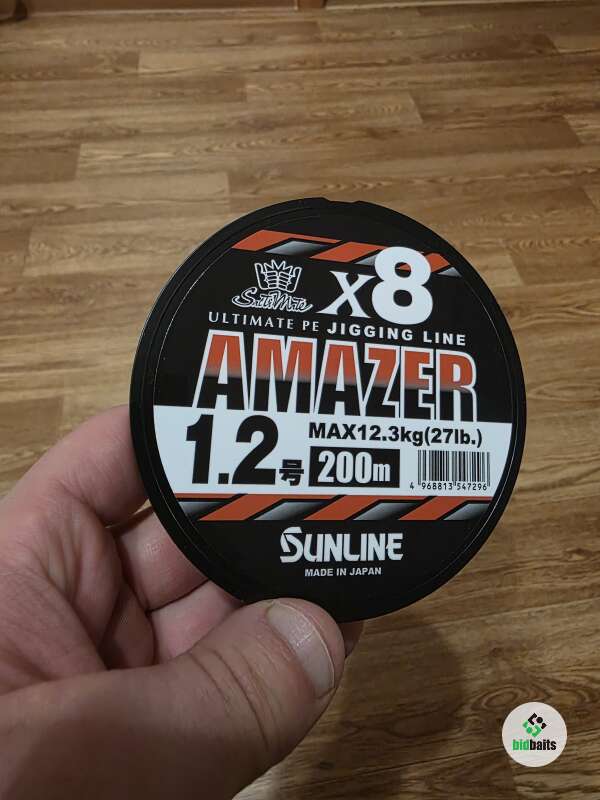 SaltiMate
X8
ULTIMATE PE JIGGING LINE
AMAZER
1.2号
MAX12.3kg(27lb.)
200m
4 968813 547296
SUNLINE
MADE IN JAPAN
bidbaits